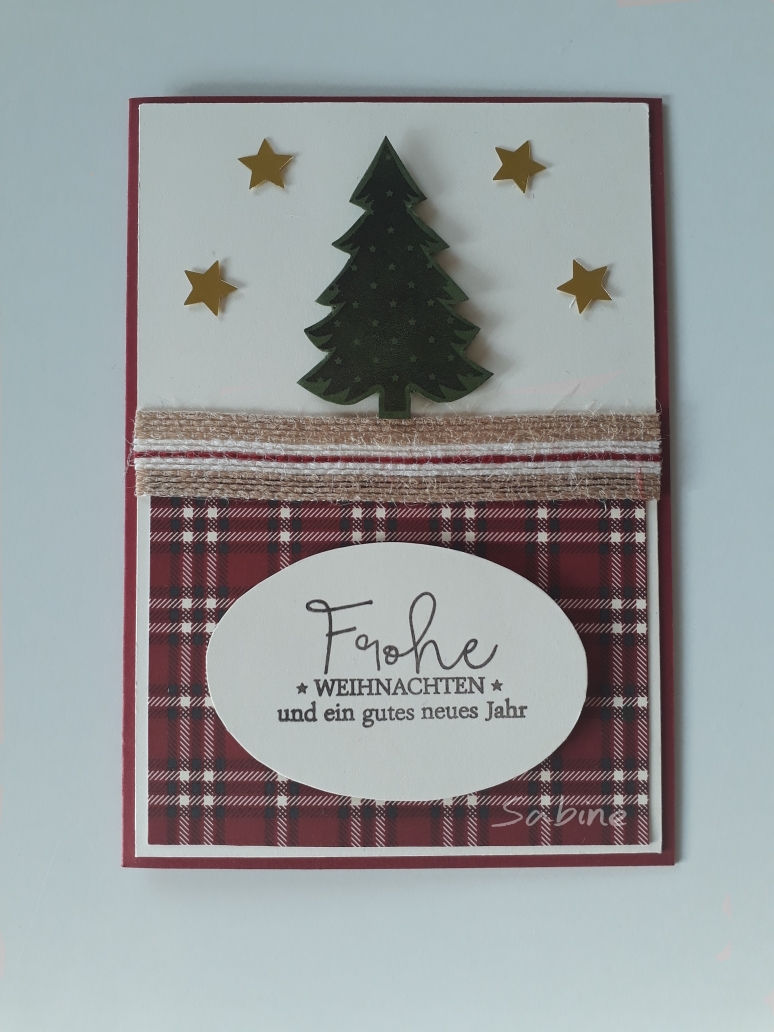 Frohe
★ WEIHNACHTEN ★
und ein gutes neues Jahr
Sabine